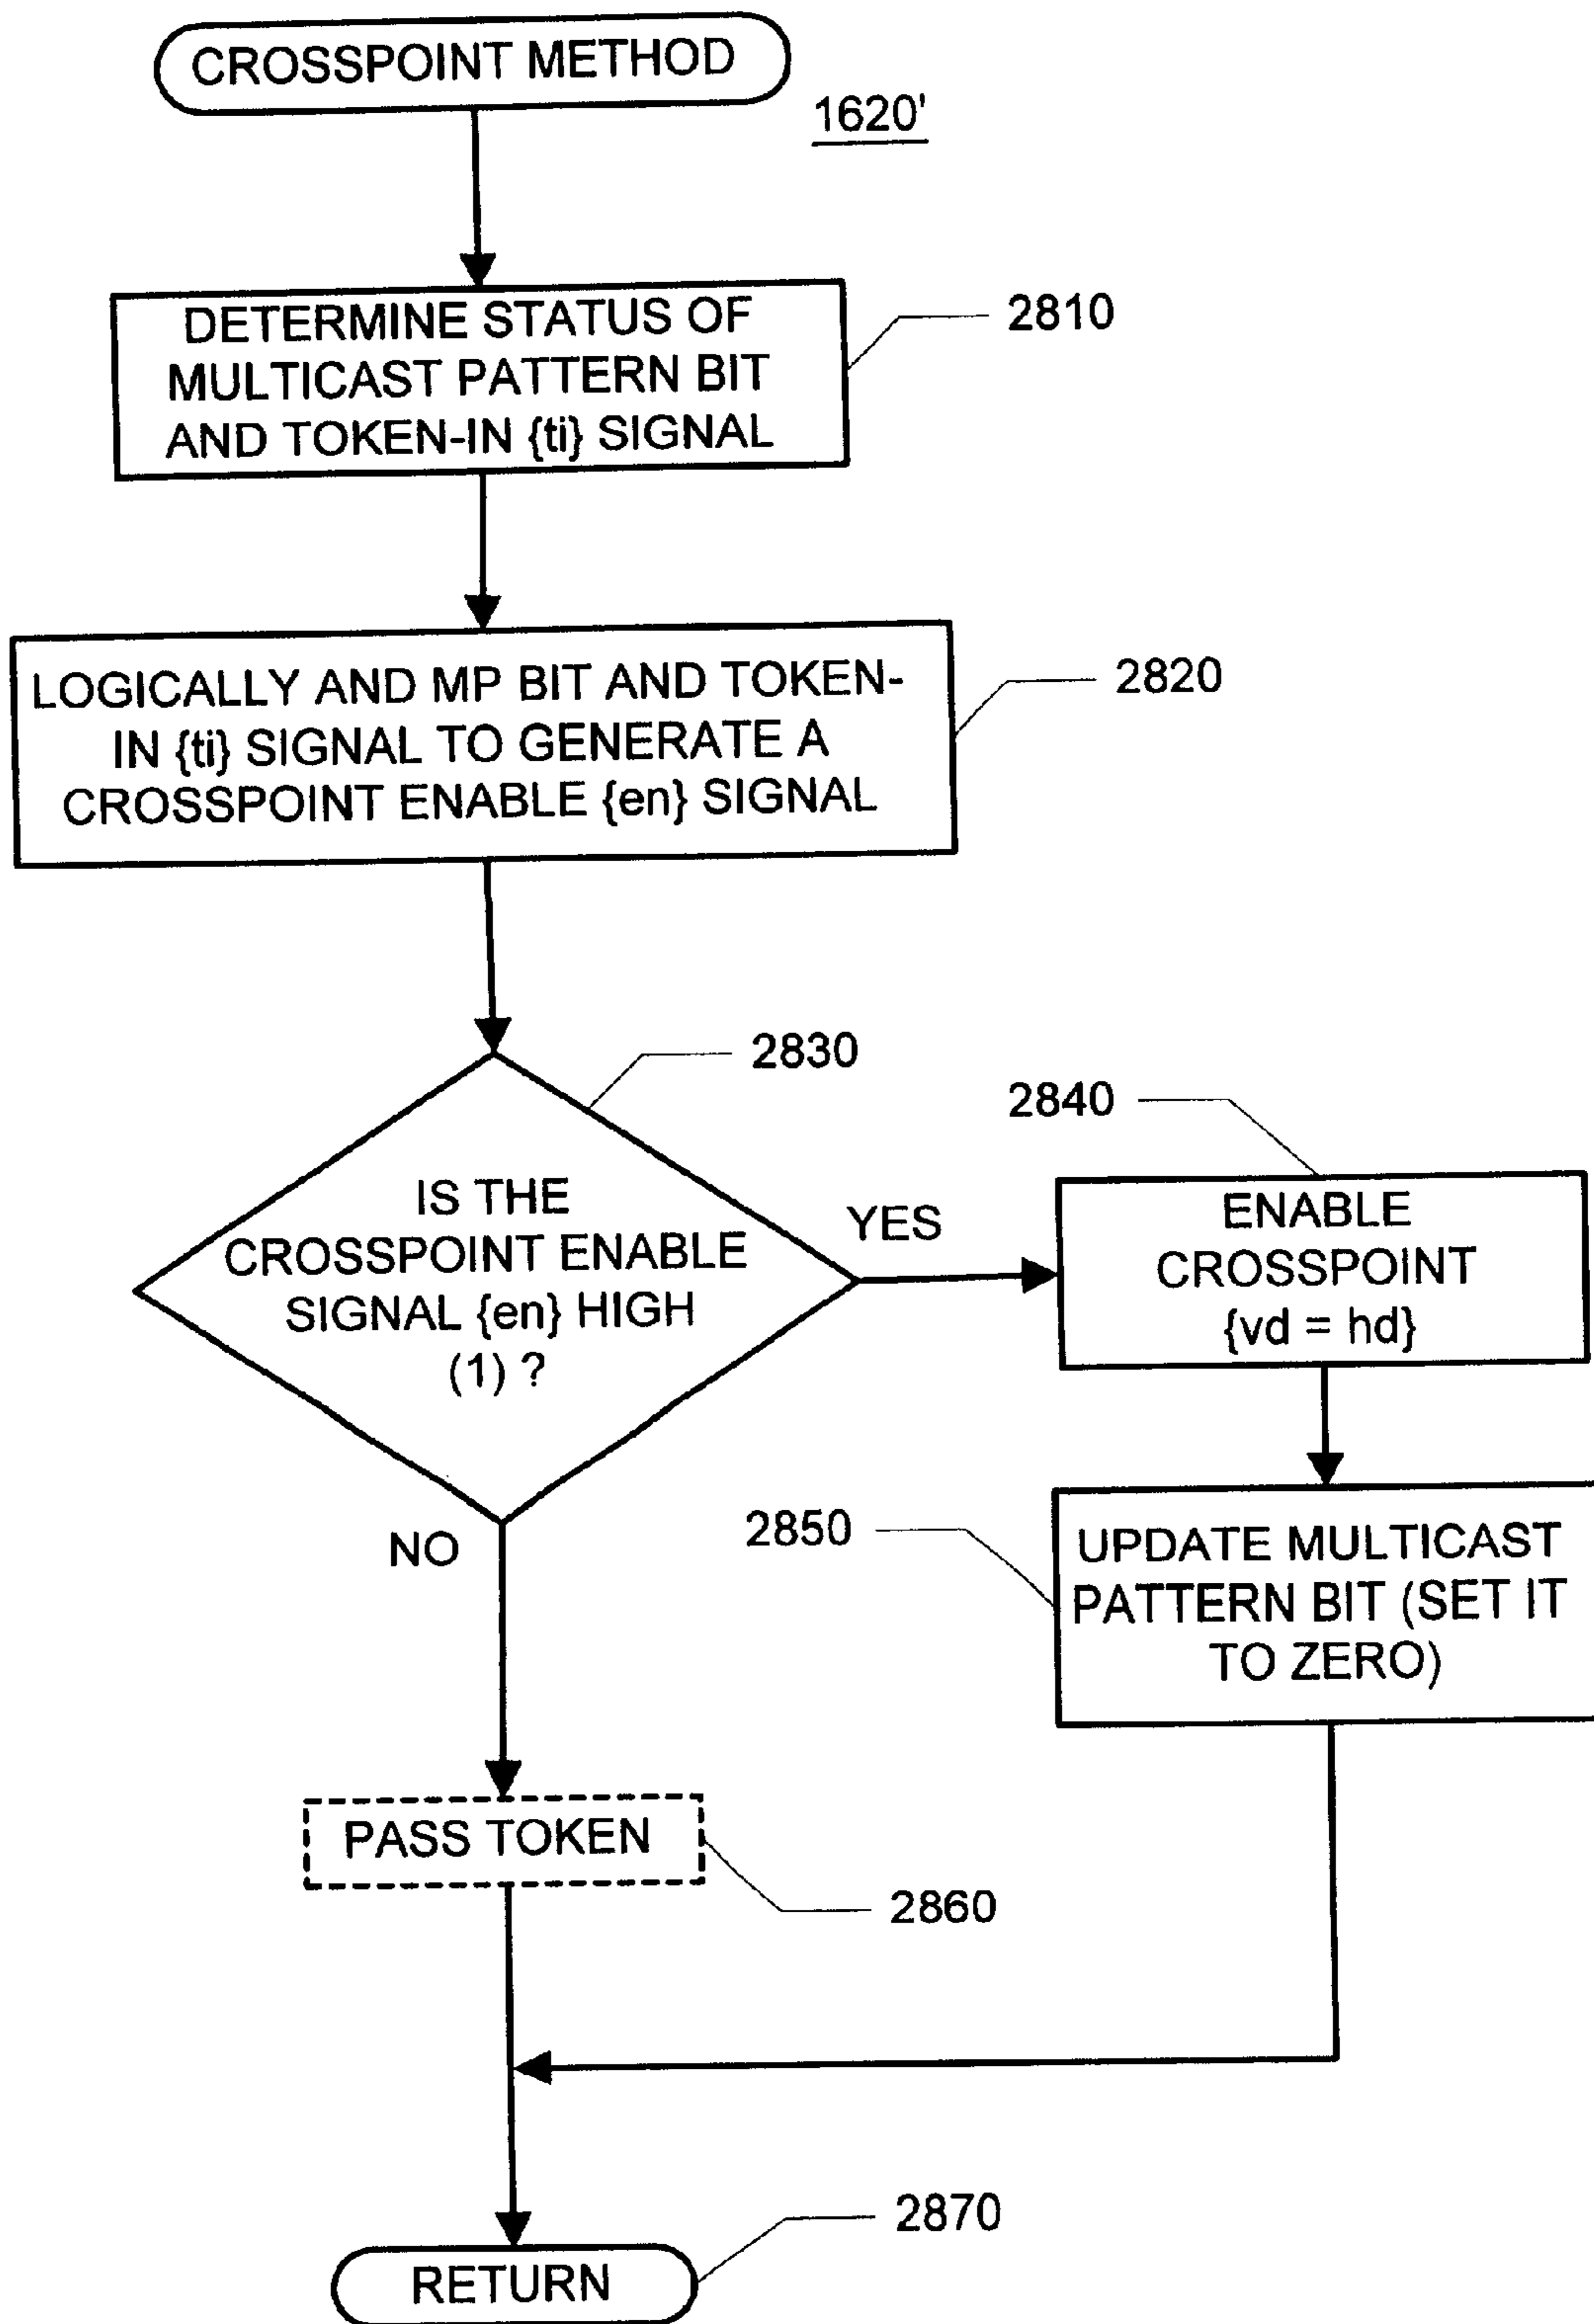 CROSSPOINT METHOD
1620'
DETERMINE STATUS OF
MULTICAST PATTERN BIT
AND TOKEN-IN {ti} SIGNAL
2810
LOGICALLY AND MP BIT AND TOKEN-
IN {ti} SIGNAL TO GENERATE A
CROSSPOINT ENABLE {en} SIGNAL
2820
IS THE
CROSSPOINT ENABLE
SIGNAL {en} HIGH
(1) ?
2830
YES
NO
2840
ENABLE
CROSSPOINT
{vd = hd}
2850
UPDATE MULTICAST
PATTERN BIT (SET IT
TO ZERO)
PASS TOKEN
2860
RETURN
2870